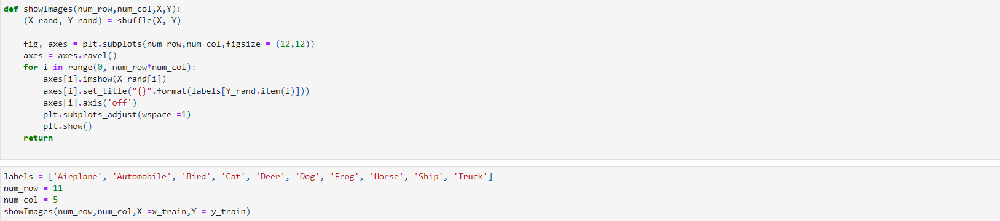 def showImages(num_row,num_col,X,Y):
    (X_rand, Y_rand) = shuffle(X, Y)

    fig, axes = plt.subplots(num_row,num_col,figsize = (12,12))
    axes = axes.ravel()
    for i in range(0, num_row*num_col):
        axes[i].imshow(X_rand[i])
        axes[i].set_title("{}".format(labels[Y_rand.item(i)]))
        axes[i].axis('off')
        plt.subplots_adjust(wspace =1)
        plt.show()
    return

labels = ['Airplane', 'Automobile', 'Bird', 'Cat', 'Deer', 'Dog', 'Frog', 'Horse', 'Ship', 'Truck']
num_row = 11
num_col = 5
showImages(num_row,num_col,X =x_train,Y = y_train)